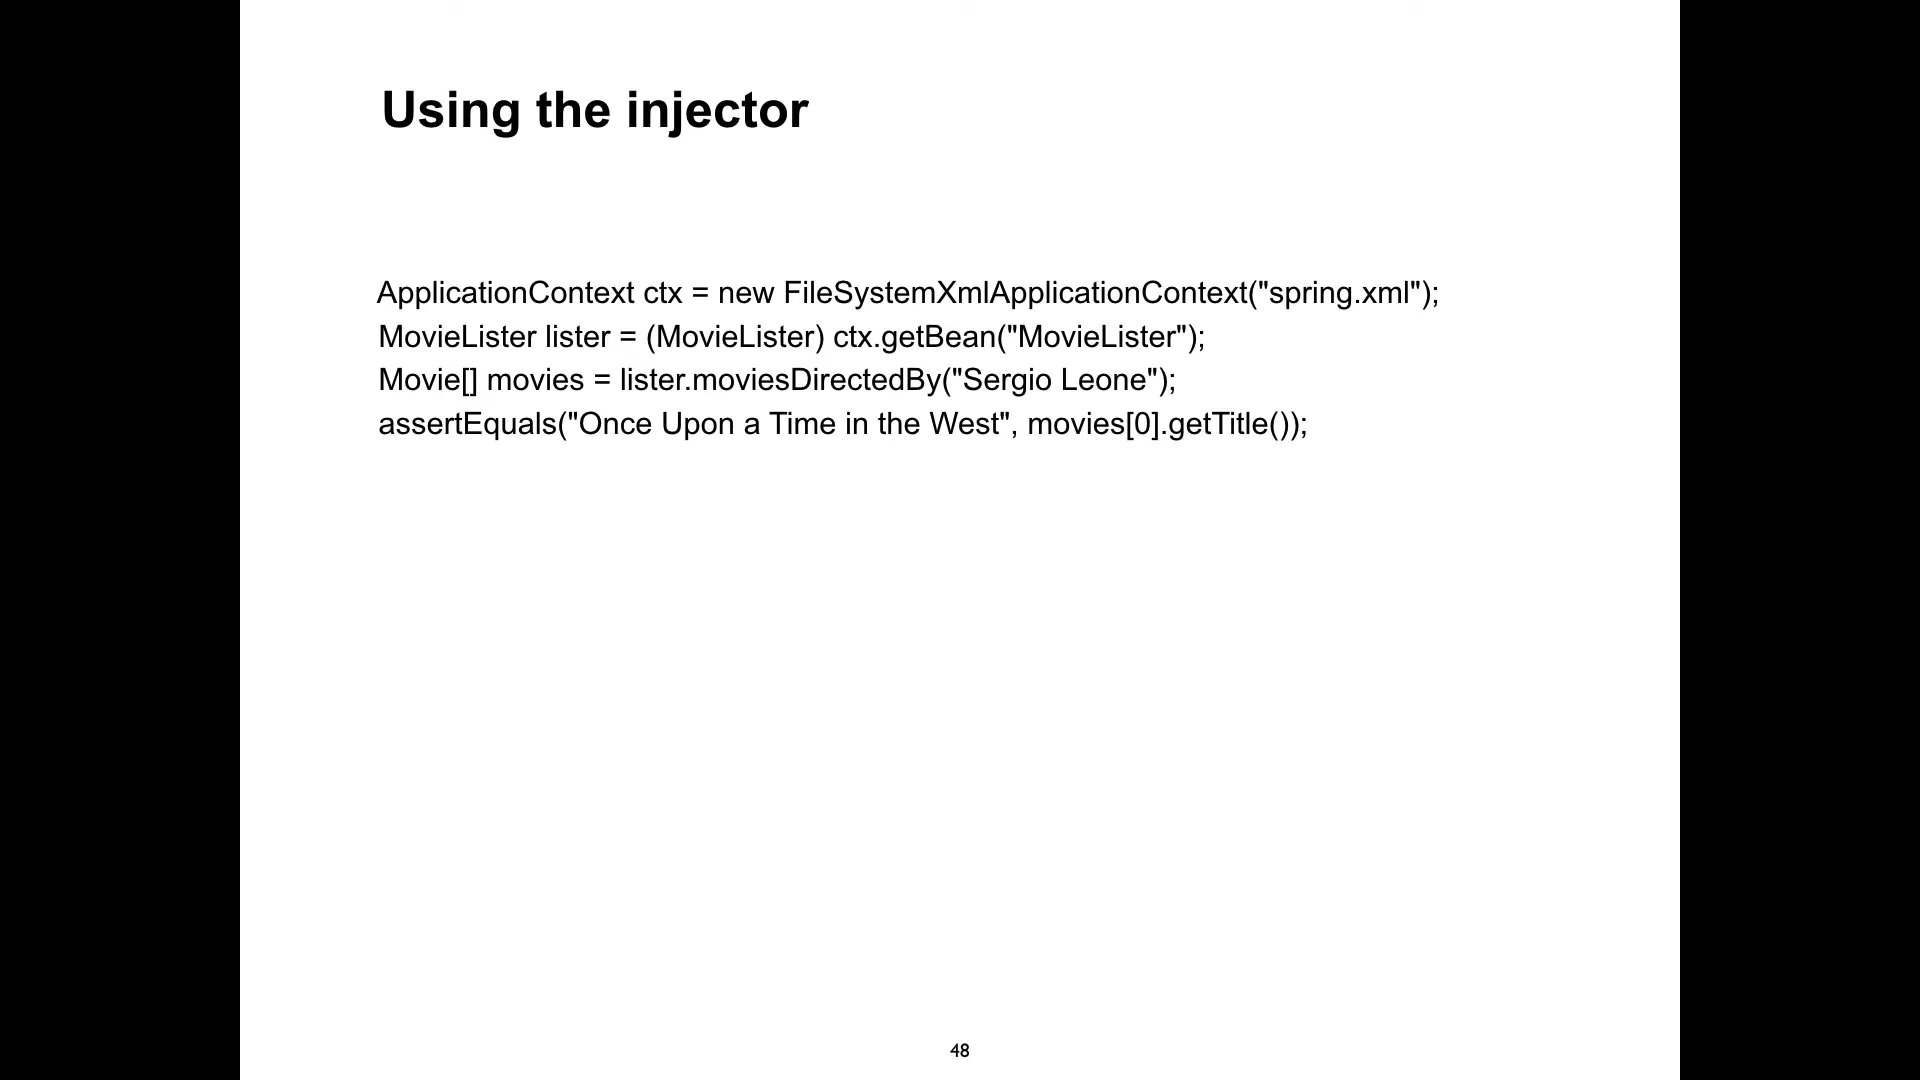 Using the injector
ApplicationContext ctx = new FileSystemXmlApplicationContext("spring.xml");
MovieLister lister = (MovieLister) ctx.getBean("MovieLister");
Movie[] movies = lister.moviesDirectedBy("Sergio Leone");
assertEquals("Once Upon a Time in the West", movies[0].getTitle());
48